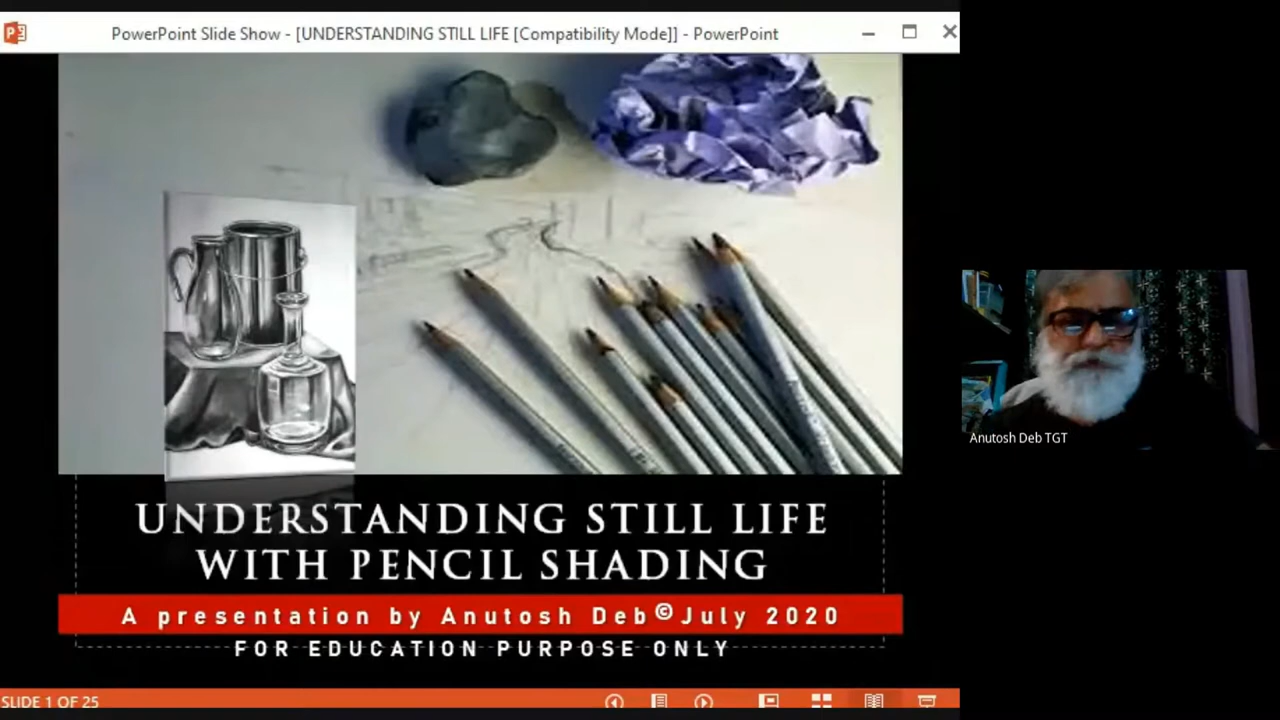 PowerPoint Slide Show - [UNDERSTANDING STILL LIFE [Compatibility Mode]] - PowerPoint
UNDERSTANDING STILL LIFE
WITH PENCIL SHADING
A presentation by Anutosh Deb©July 2020
FOR EDUCATION PURPOSE ONLY
Anutosh Deb TGT
SLIDE 1 OF 25